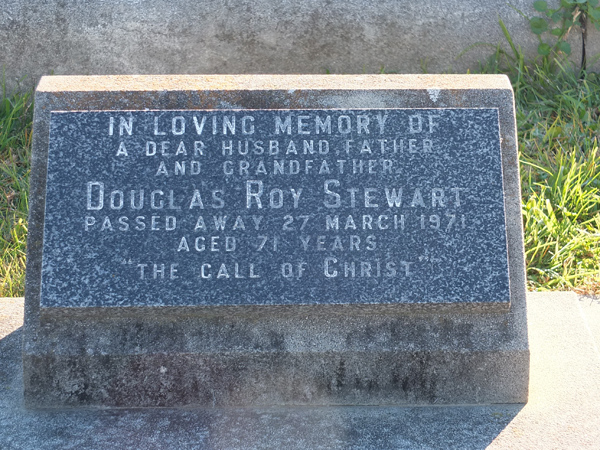 IN LOVING MEMORY OF
A DEAR HUSBAND, FATHER
AND GRANDFATHER,
DOUGLAS ROY STEWART
PASSED AWAY 27 MARCH 1971
AGED 71 YEARS
"THE CALL OF CHRIST"